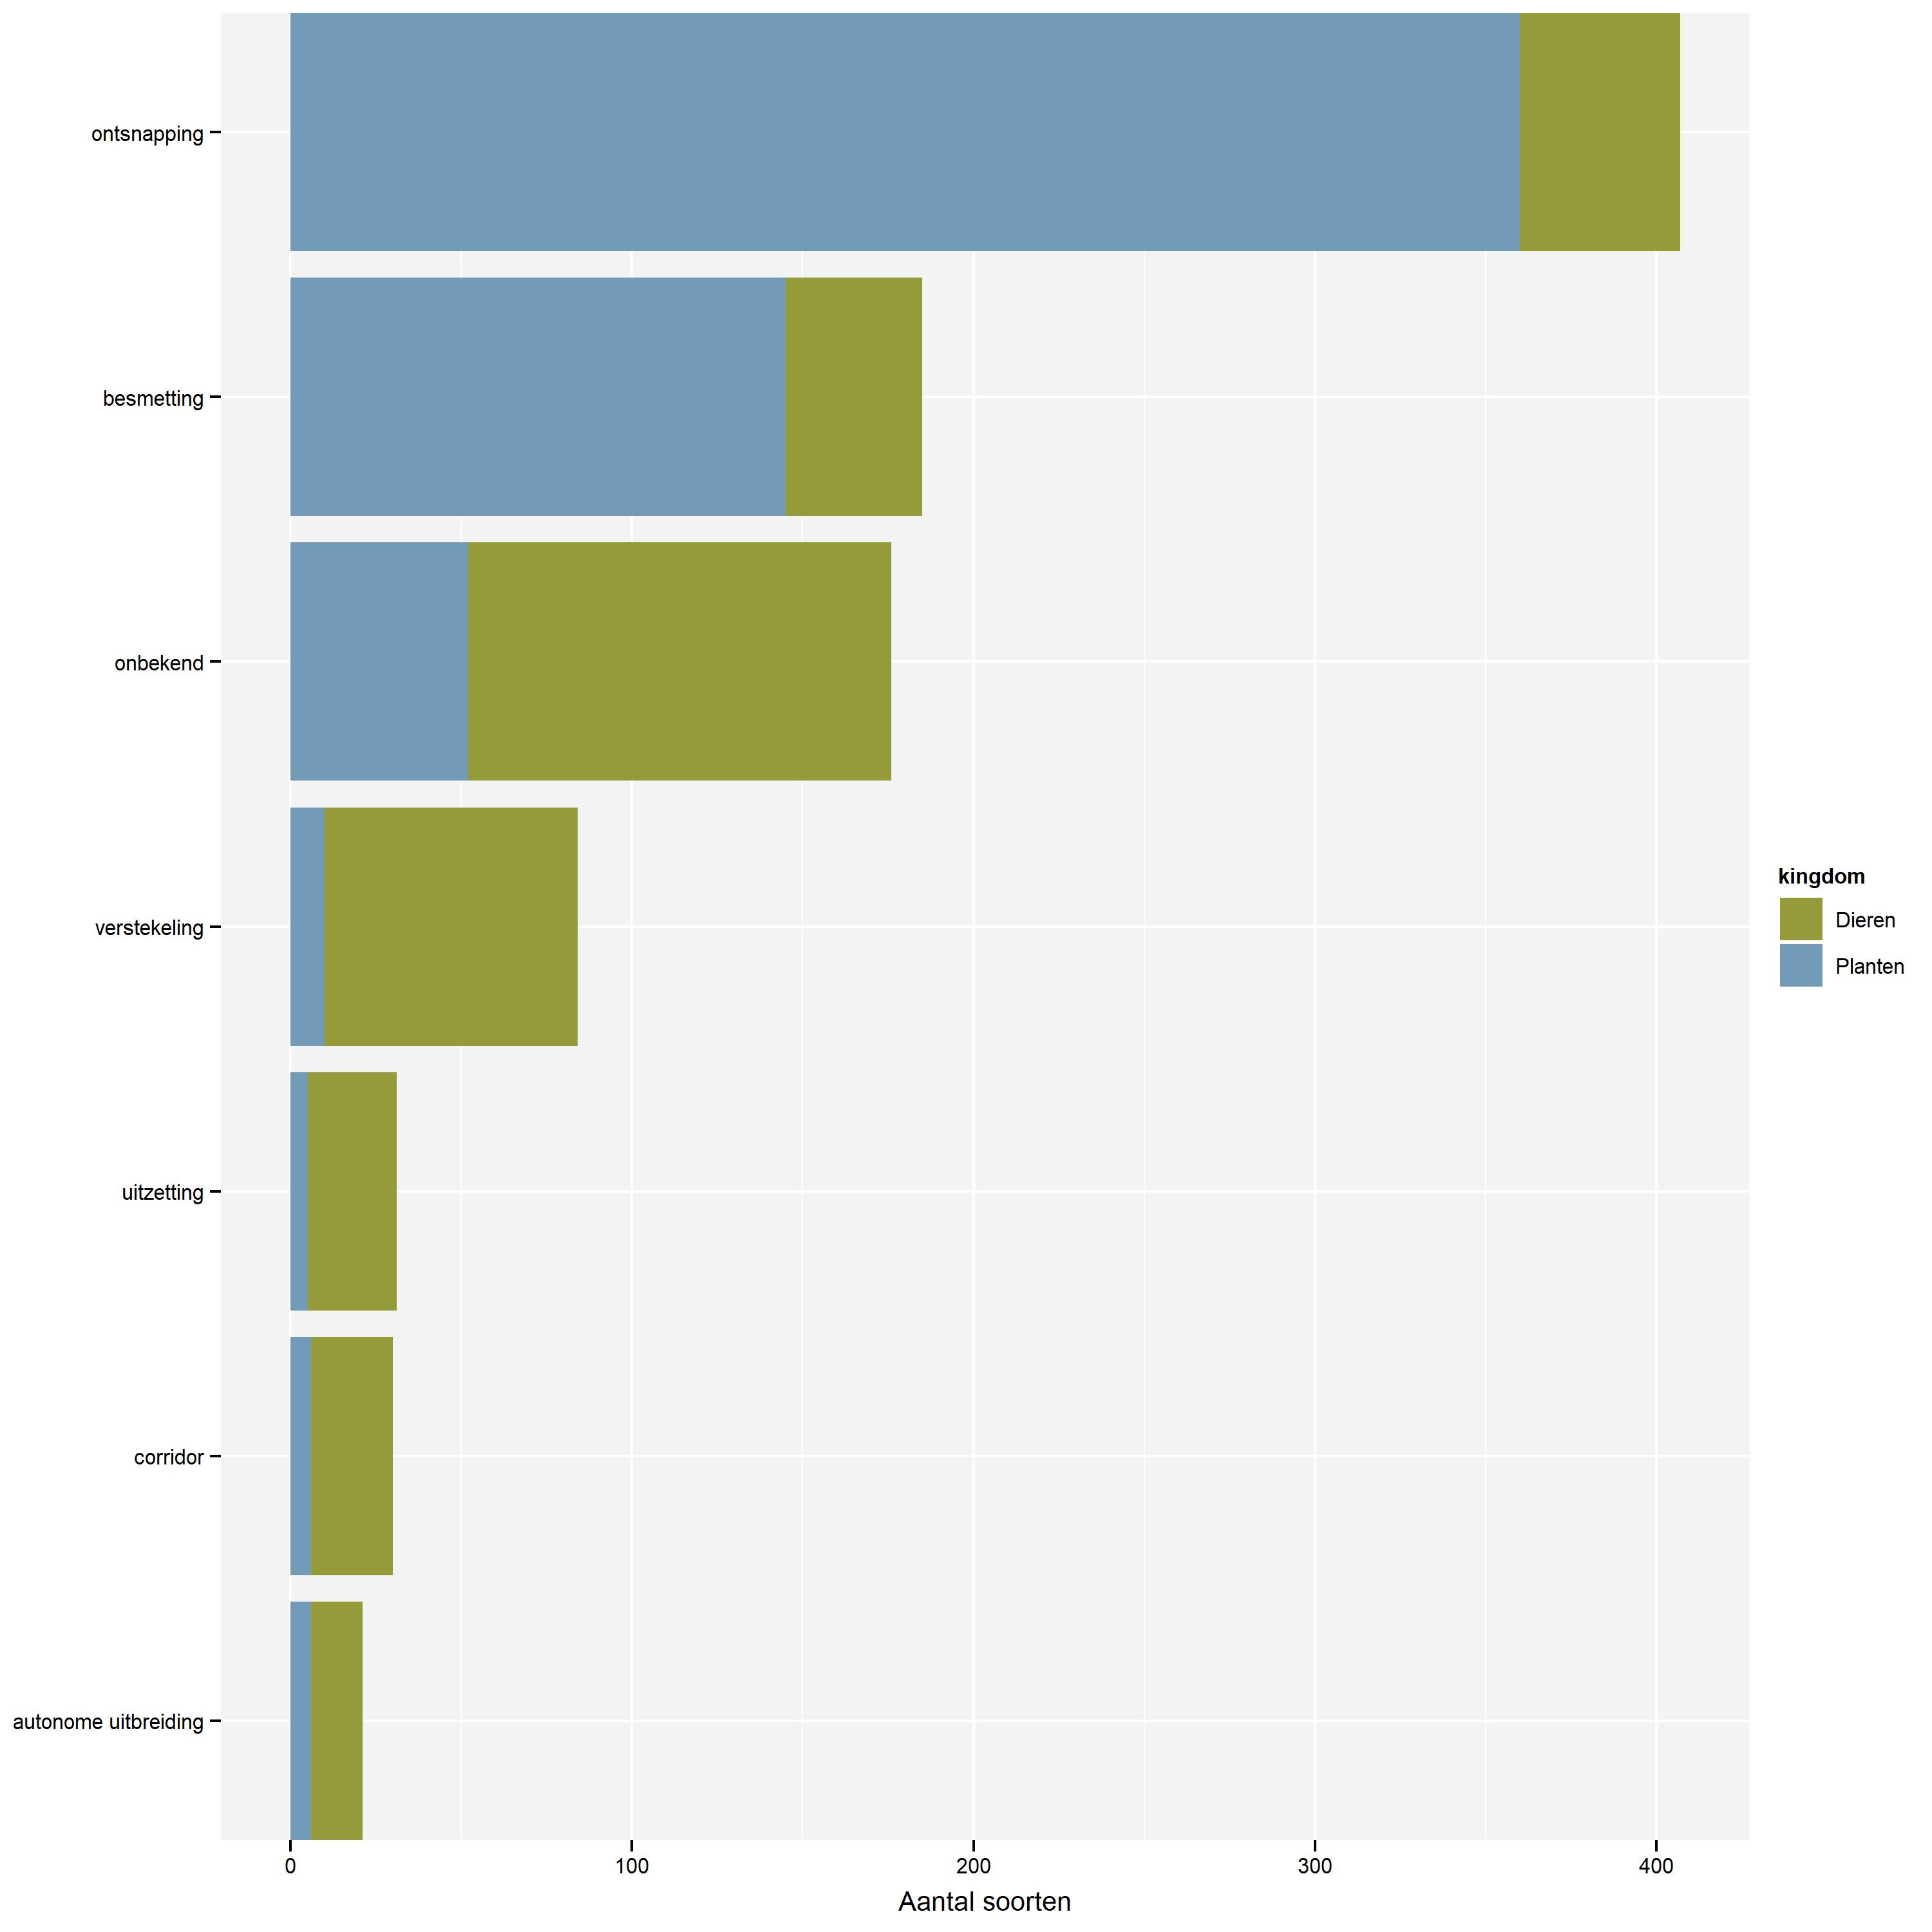 ontsnapping
besmetting
onbekend
verstekeling
uitzetting
corridor
autonome uitbreiding
0 100 200 300 400
Aantal soorten
kingdom
Dieren
Planten